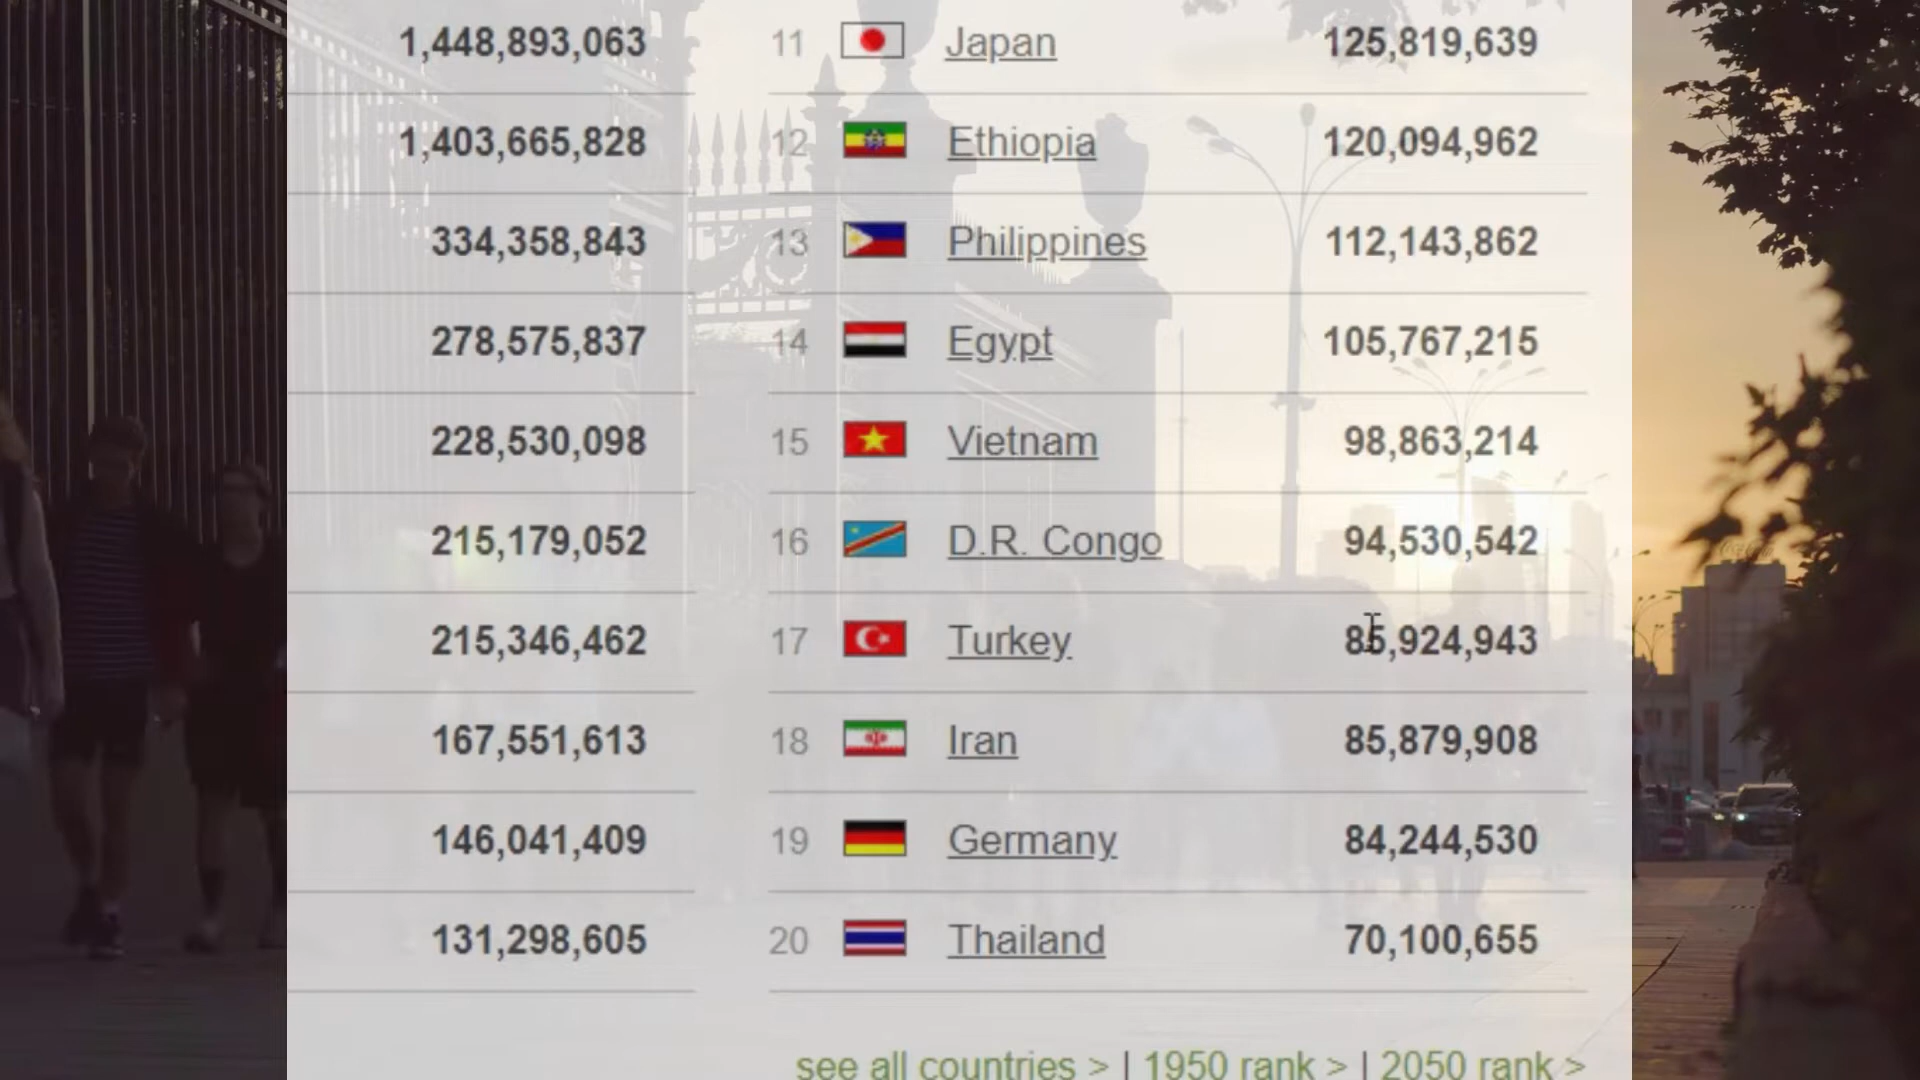 1,448,893,063 11 Japan 125,819,639
1,403,665,828 12 Ethiopia 120,094,962
334,358,843 13 Philippines 112,143,862
278,575,837 14 Egypt 105,767,215
228,530,098 15 Vietnam 98,863,214
215,179,052 16 D.R. Congo 94,530,542
215,346,462 17 Turkey 85,924,943
167,551,613 18 Iran 85,879,908
146,041,409 19 Germany 84,244,530
131,298,605 20 Thailand 70,100,655
see all countries > | 1950 rank > | 2050 rank >